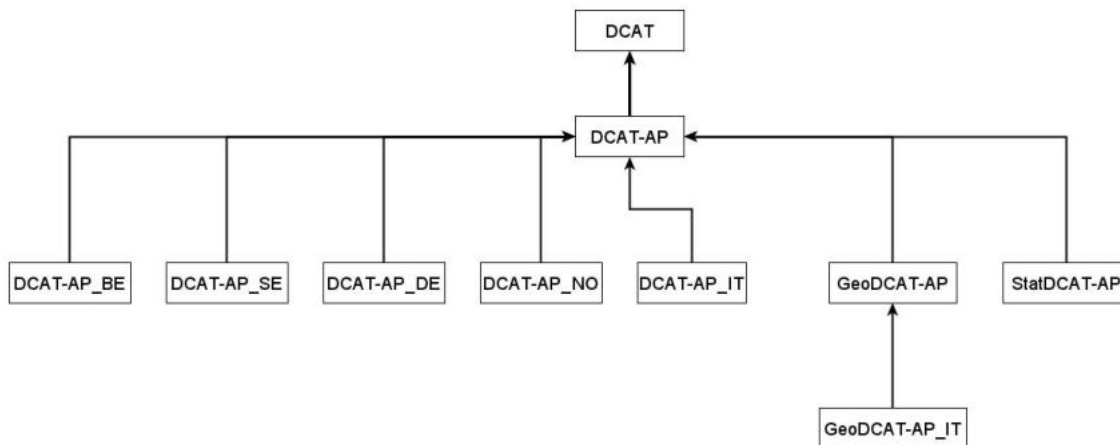 DCAT
DCAT-AP
DCAT-AP_BE
DCAT-AP_SE
DCAT-AP_DE
DCAT-AP_NO
DCAT-AP_IT
GeoDCAT-AP
StatDCAT-AP
GeoDCAT-AP_IT